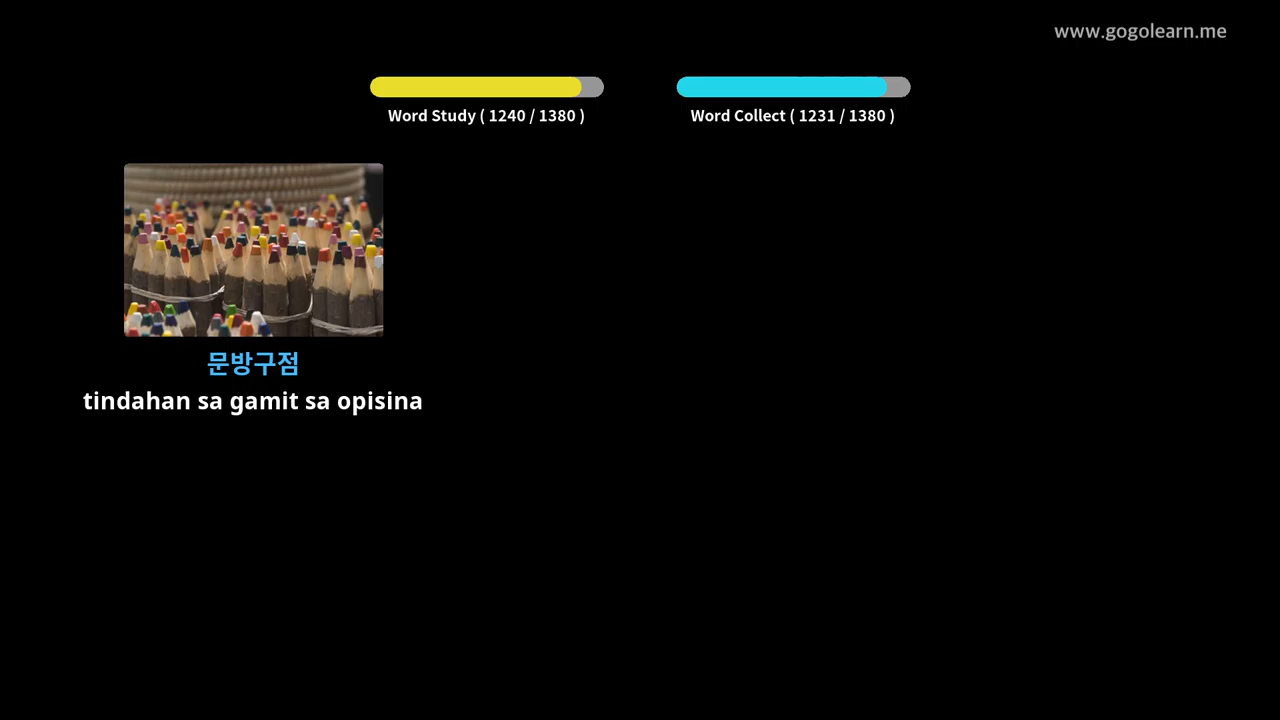 www.gogolearn.me
Word Study ( 1240 / 1380 )
Word Collect ( 1231 / 1380 )
문방구점
tindahan sa gamit sa opisina